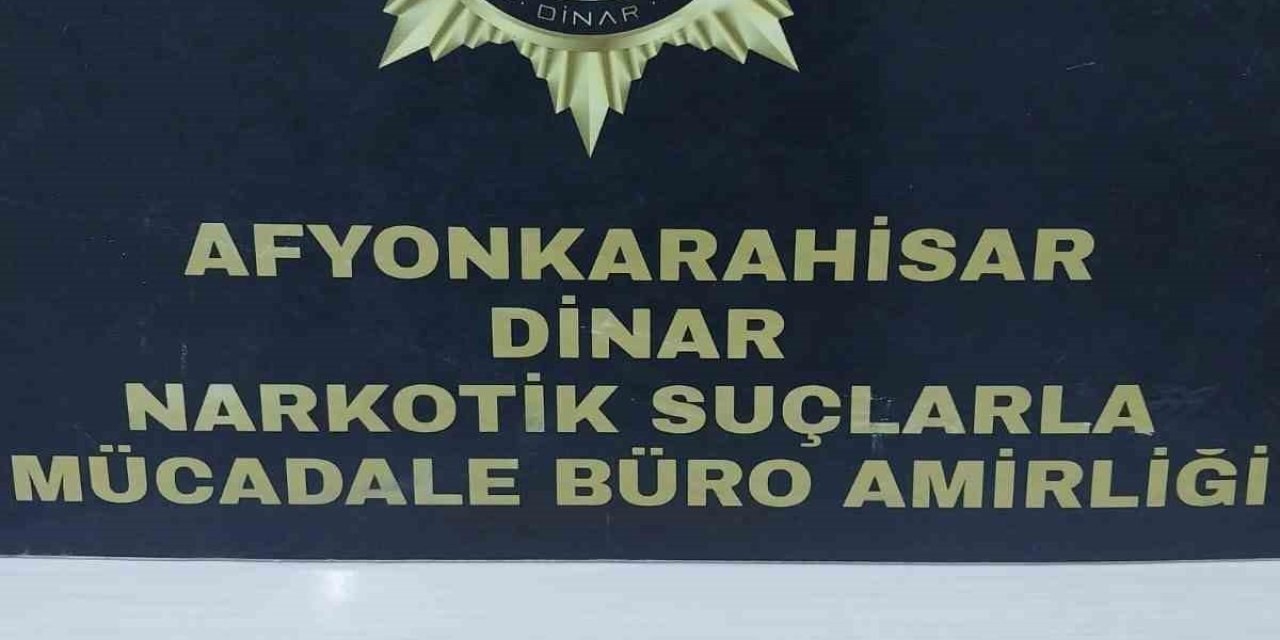 DİNAR
AFYONKARAHİSAR
DİNAR
NARKOTİK SUÇLARLA
MÜCADALE BÜRO AMİRLİĞİ